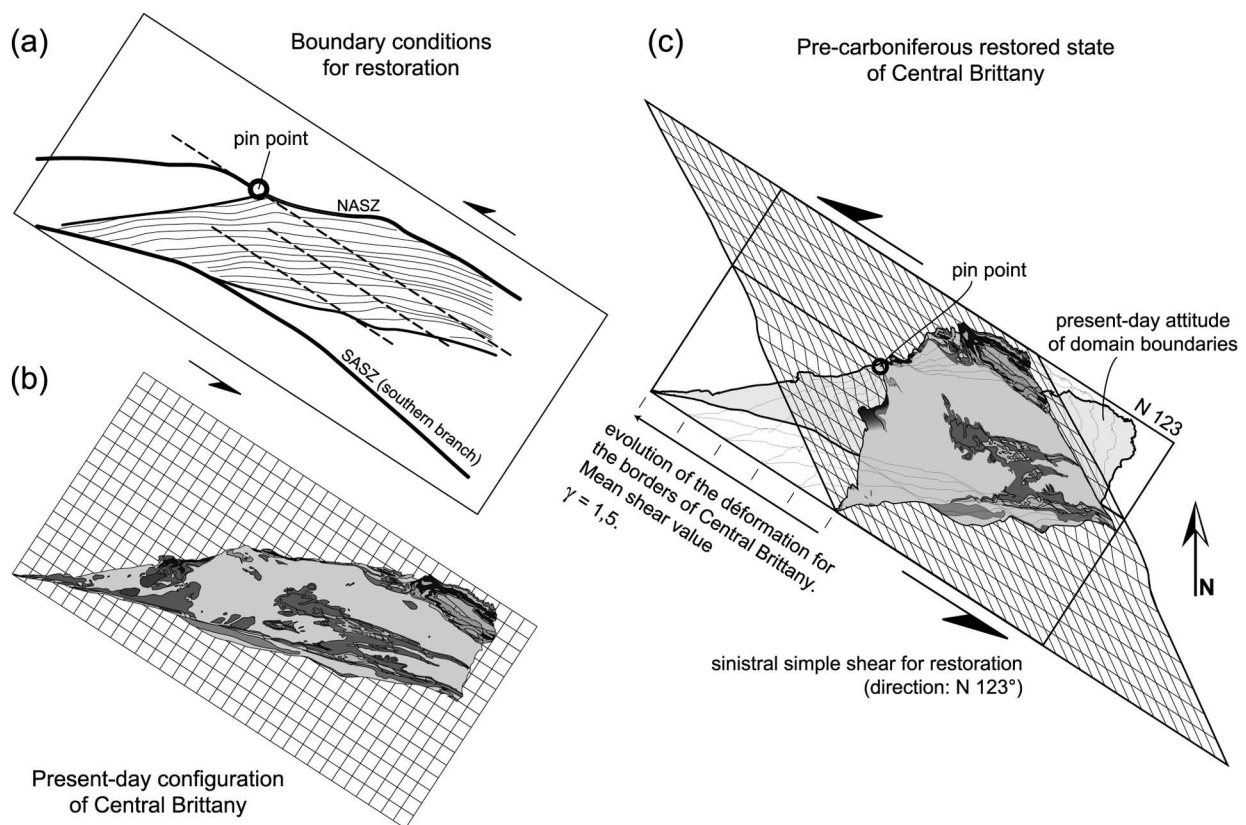 (a)
Boundary conditions
for restoration
pin point
NASZ
SASZ (southern branch)
(b)
Present-day configuration
of Central Brittany
(c)
Pre-carboniferous restored state
of Central Brittany
pin point
present-day attitude
of domain boundaries
N 123
evolution of the déformation for
the borders of Central Brittany.
Mean shear value
γ = 1,5.
N
sinistral simple shear for restoration
(direction: N 123°)